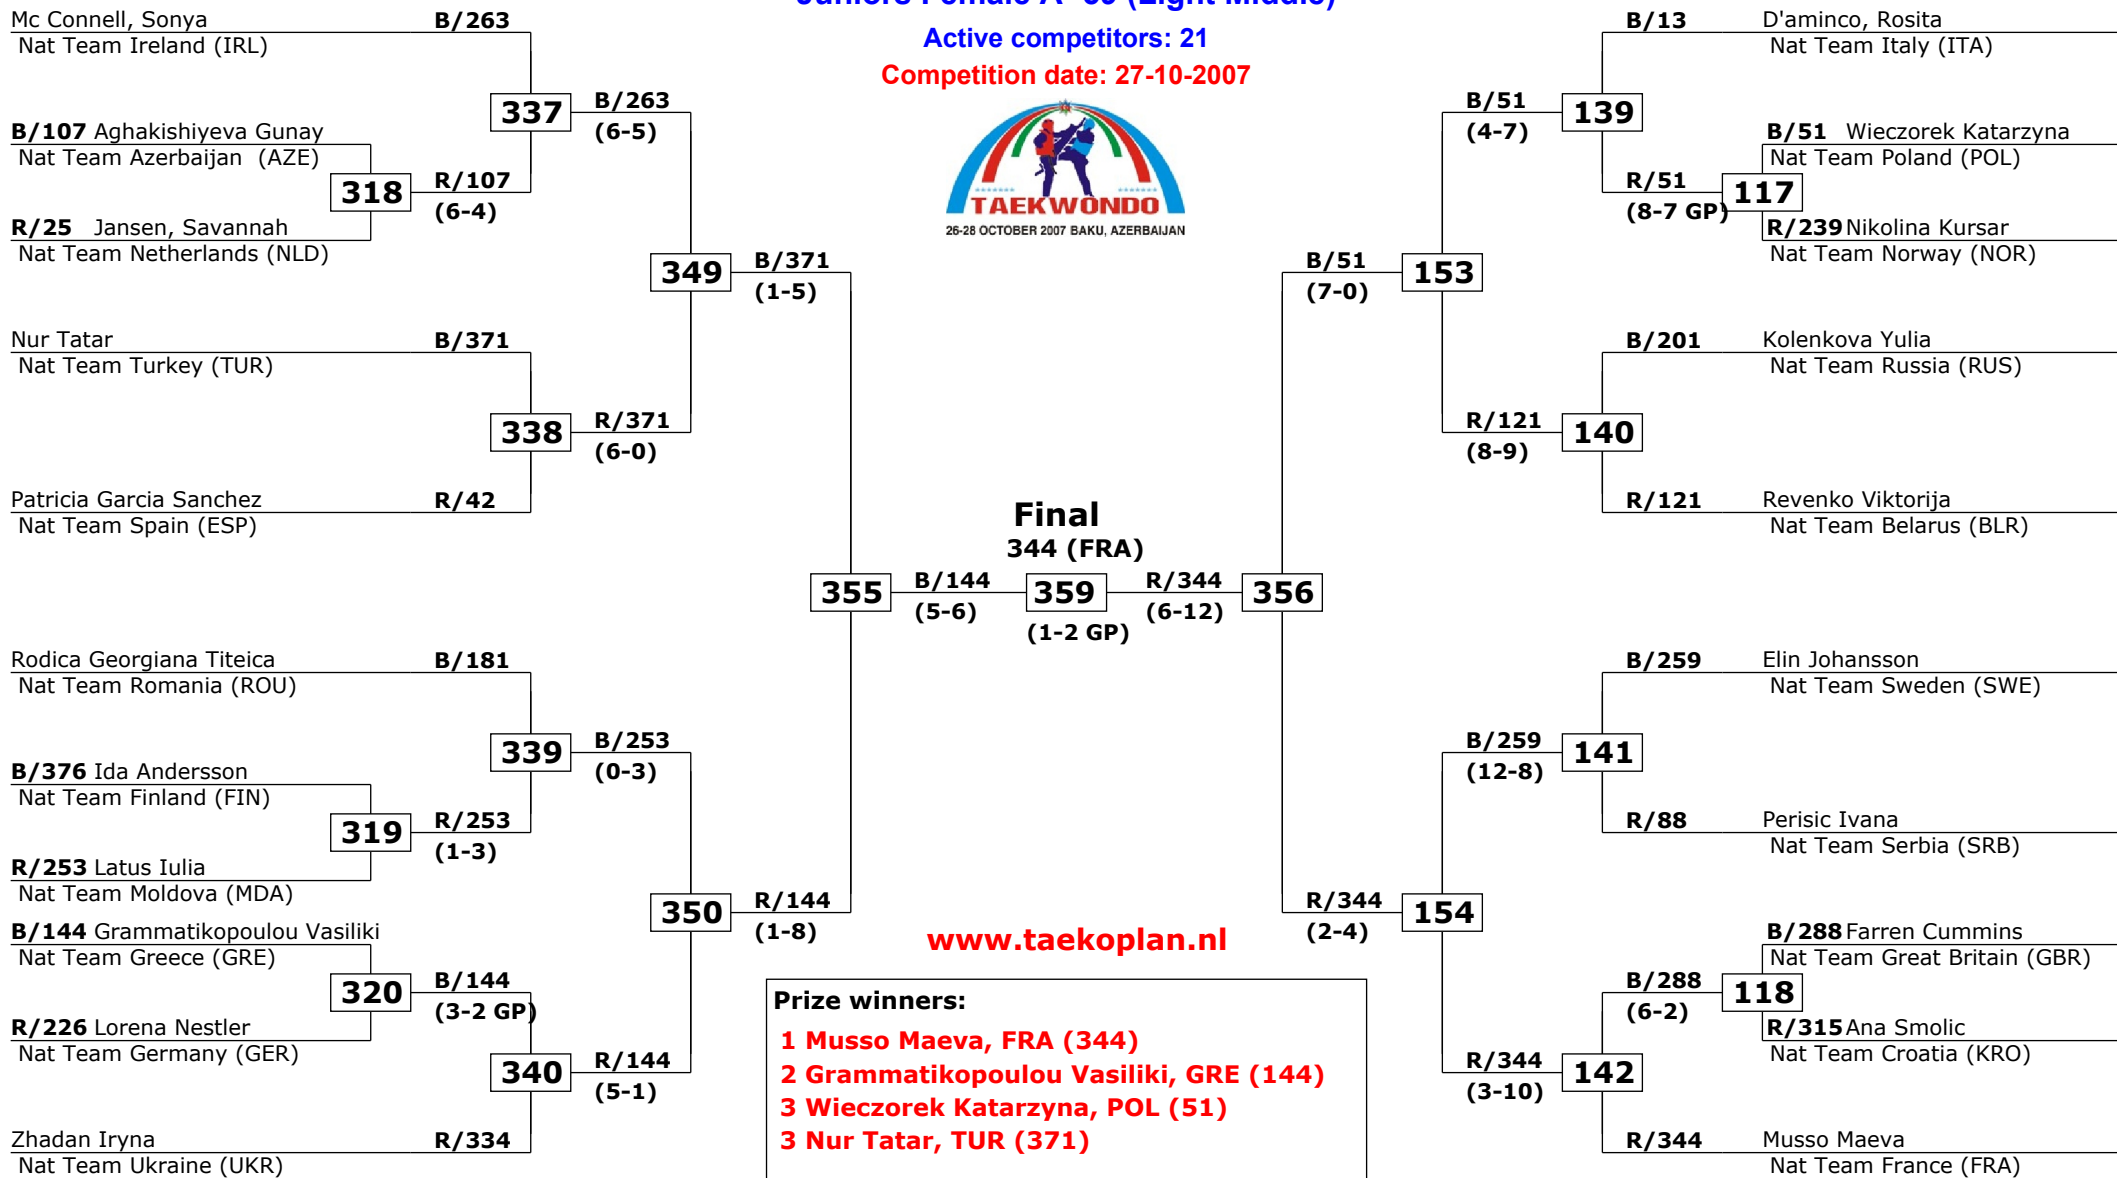 Juniors Female A -59 (Light Middle)
Active competitors: 21
Competition date: 27-10-2007
TAEKWONDO
26-28 OCTOBER 2007 BAKU, AZERBAIJAN
Mc Connell, Sonya B/263
Nat Team Ireland (IRL)
337
B/263
(6-5)
B/107 Aghakishiyeva Gunay
Nat Team Azerbaijan (AZE)
318
R/107
(6-4)
R/25 Jansen, Savannah
Nat Team Netherlands (NLD)
349
B/371
(1-5)
Nur Tatar B/371
Nat Team Turkey (TUR)
338
R/371
(6-0)
Patricia Garcia Sanchez R/42
Nat Team Spain (ESP)
355
B/144
(5-6)
Rodica Georgiana Titeica B/181
Nat Team Romania (ROU)
339
B/253
(0-3)
B/376 Ida Andersson
Nat Team Finland (FIN)
319
R/253
(1-3)
R/253 Latus Iulia
Nat Team Moldova (MDA)
350
R/144
(1-8)
B/144 Grammatikopoulou Vasiliki
Nat Team Greece (GRE)
320
B/144
(3-2 GP)
R/226 Lorena Nestler
Nat Team Germany (GER)
340
R/144
(5-1)
Zhadan Iryna R/334
Nat Team Ukraine (UKR)
Final
344 (FRA)
359
(1-2 GP)
R/344
(6-12)
356
B/13 D'aminco, Rosita
Nat Team Italy (ITA)
B/51
(4-7)
139
B/51 Wieczorek Katarzyna
Nat Team Poland (POL)
R/51
(8-7 GP)
117
R/239 Nikolina Kursar
Nat Team Norway (NOR)
B/51
(7-0)
153
B/201 Kolenkova Yulia
Nat Team Russia (RUS)
R/121
(8-9)
140
R/121 Revenko Viktorija
Nat Team Belarus (BLR)
B/259 Elin Johansson
Nat Team Sweden (SWE)
B/259
(12-8)
141
R/88 Perisic Ivana
Nat Team Serbia (SRB)
R/344
(2-4)
154
B/288 Farren Cummins
Nat Team Great Britain (GBR)
B/288
(6-2)
118
R/315 Ana Smolic
Nat Team Croatia (KRO)
R/344
(3-10)
142
R/344 Musso Maeva
Nat Team France (FRA)
www.taekoplan.nl
Prize winners:
1 Musso Maeva, FRA (344)
2 Grammatikopoulou Vasiliki, GRE (144)
3 Wieczorek Katarzyna, POL (51)
3 Nur Tatar, TUR (371)